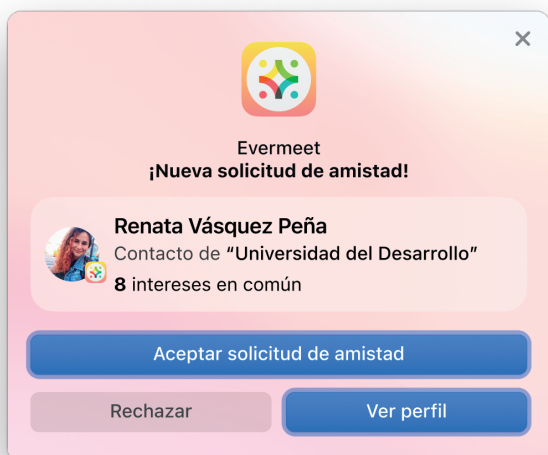 Evermeet
¡Nueva solicitud de amistad!
Renata Vásquez Peña
Contacto de “Universidad del Desarrollo”
8 intereses en común
Aceptar solicitud de amistad
Rechazar
Ver perfil